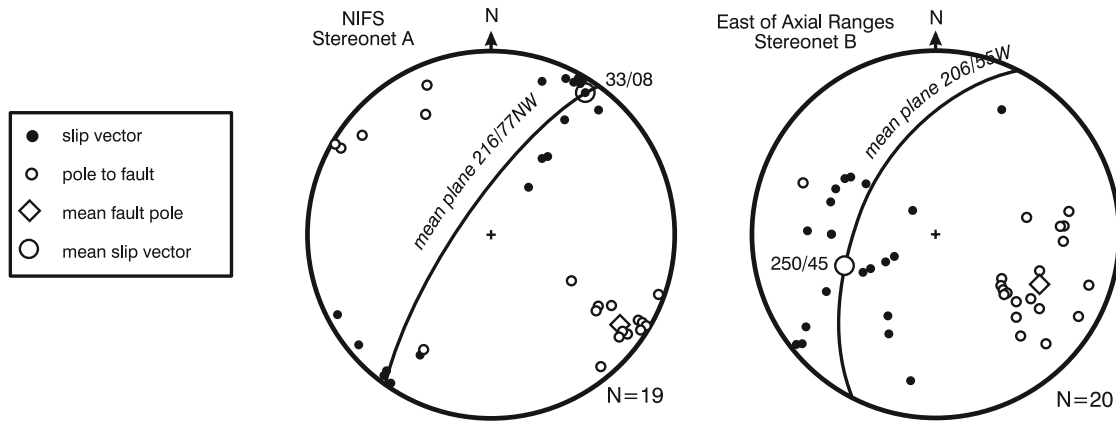 NIFS
Stereonet A
N
33/08
mean plane 216/77NW
N=19
East of Axial Ranges
Stereonet B
N
mean plane 206/55W
250/45
N=20
slip vector
pole to fault
mean fault pole
mean slip vector